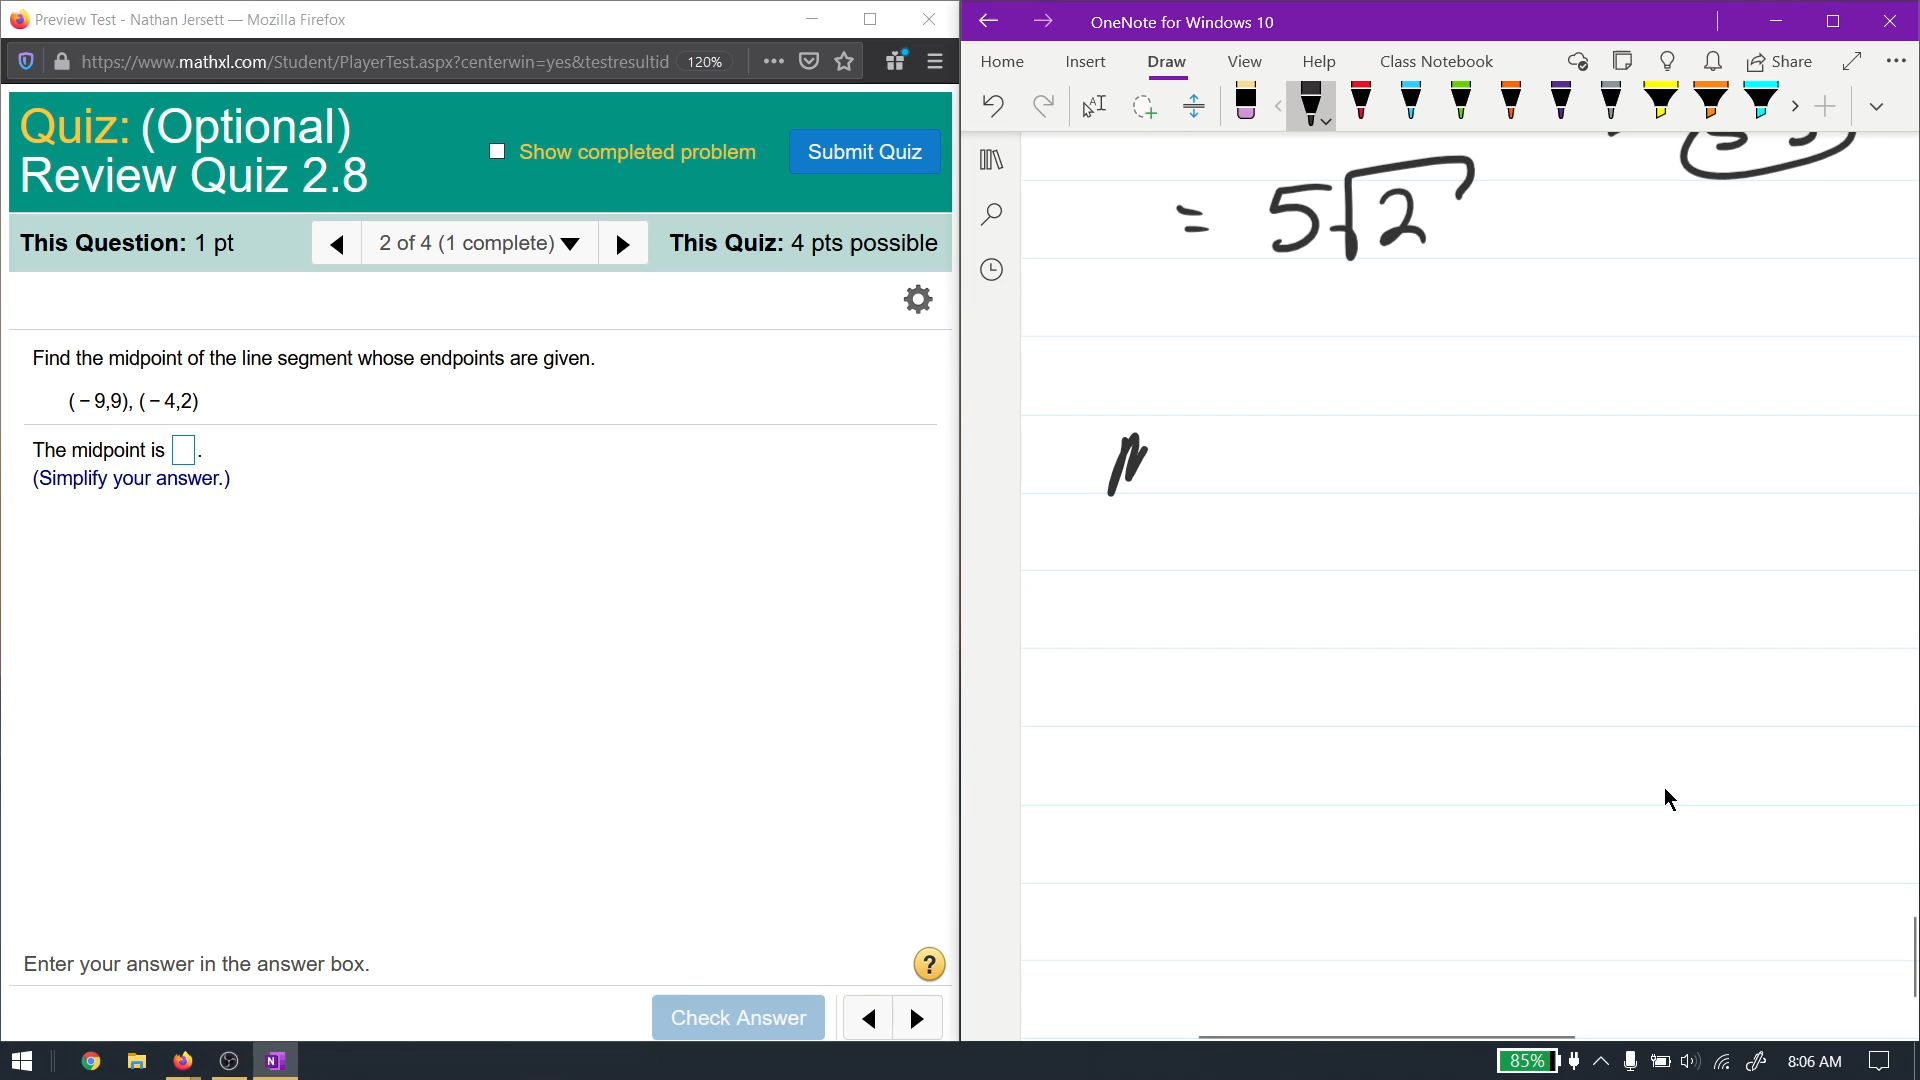 Preview Test - Nathan Jersett — Mozilla Firefox
https://www.mathxl.com/Student/PlayerTest.aspx?centerwin=yes&testresultid
120%
Quiz: (Optional)
Review Quiz 2.8
Show completed problem
Submit Quiz
This Question: 1 pt
2 of 4 (1 complete)
This Quiz: 4 pts possible
Find the midpoint of the line segment whose endpoints are given.
(−9,9), (−4,2)
The midpoint is .
(Simplify your answer.)
Enter your answer in the answer box.
?
Check Answer
OneNote for Windows 10
Home Insert Draw View Help Class Notebook Share
= 5√2
85%
8:06 AM